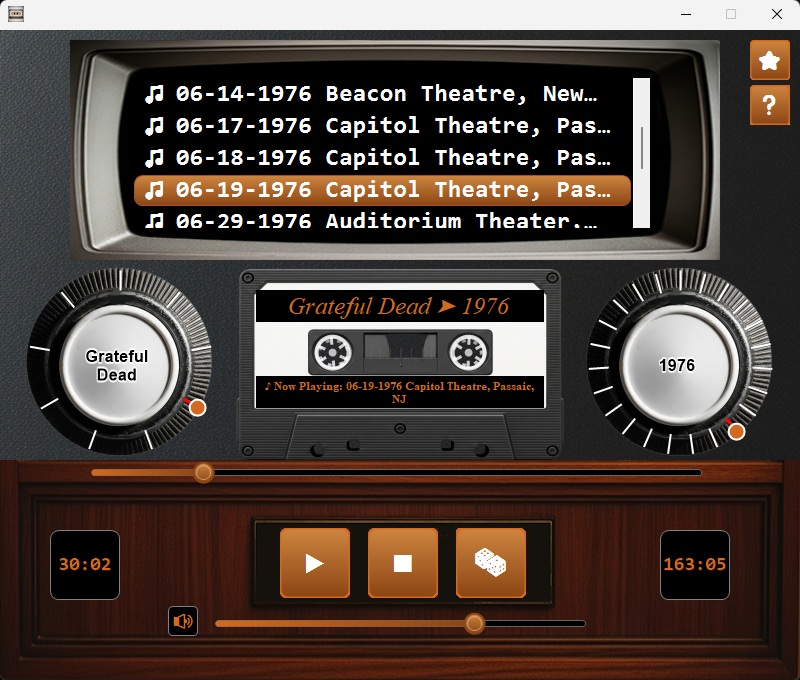 06-14-1976 Beacon Theatre, New…
06-17-1976 Capitol Theatre, Pas…
06-18-1976 Capitol Theatre, Pas…
06-19-1976 Capitol Theatre, Pas…
06-29-1976 Auditorium Theater,…
?
Grateful Dead ➤ 1976
Grateful
Dead
1976
♪ Now Playing: 06-19-1976 Capitol Theatre, Passaic,
NJ
30:02
163:05